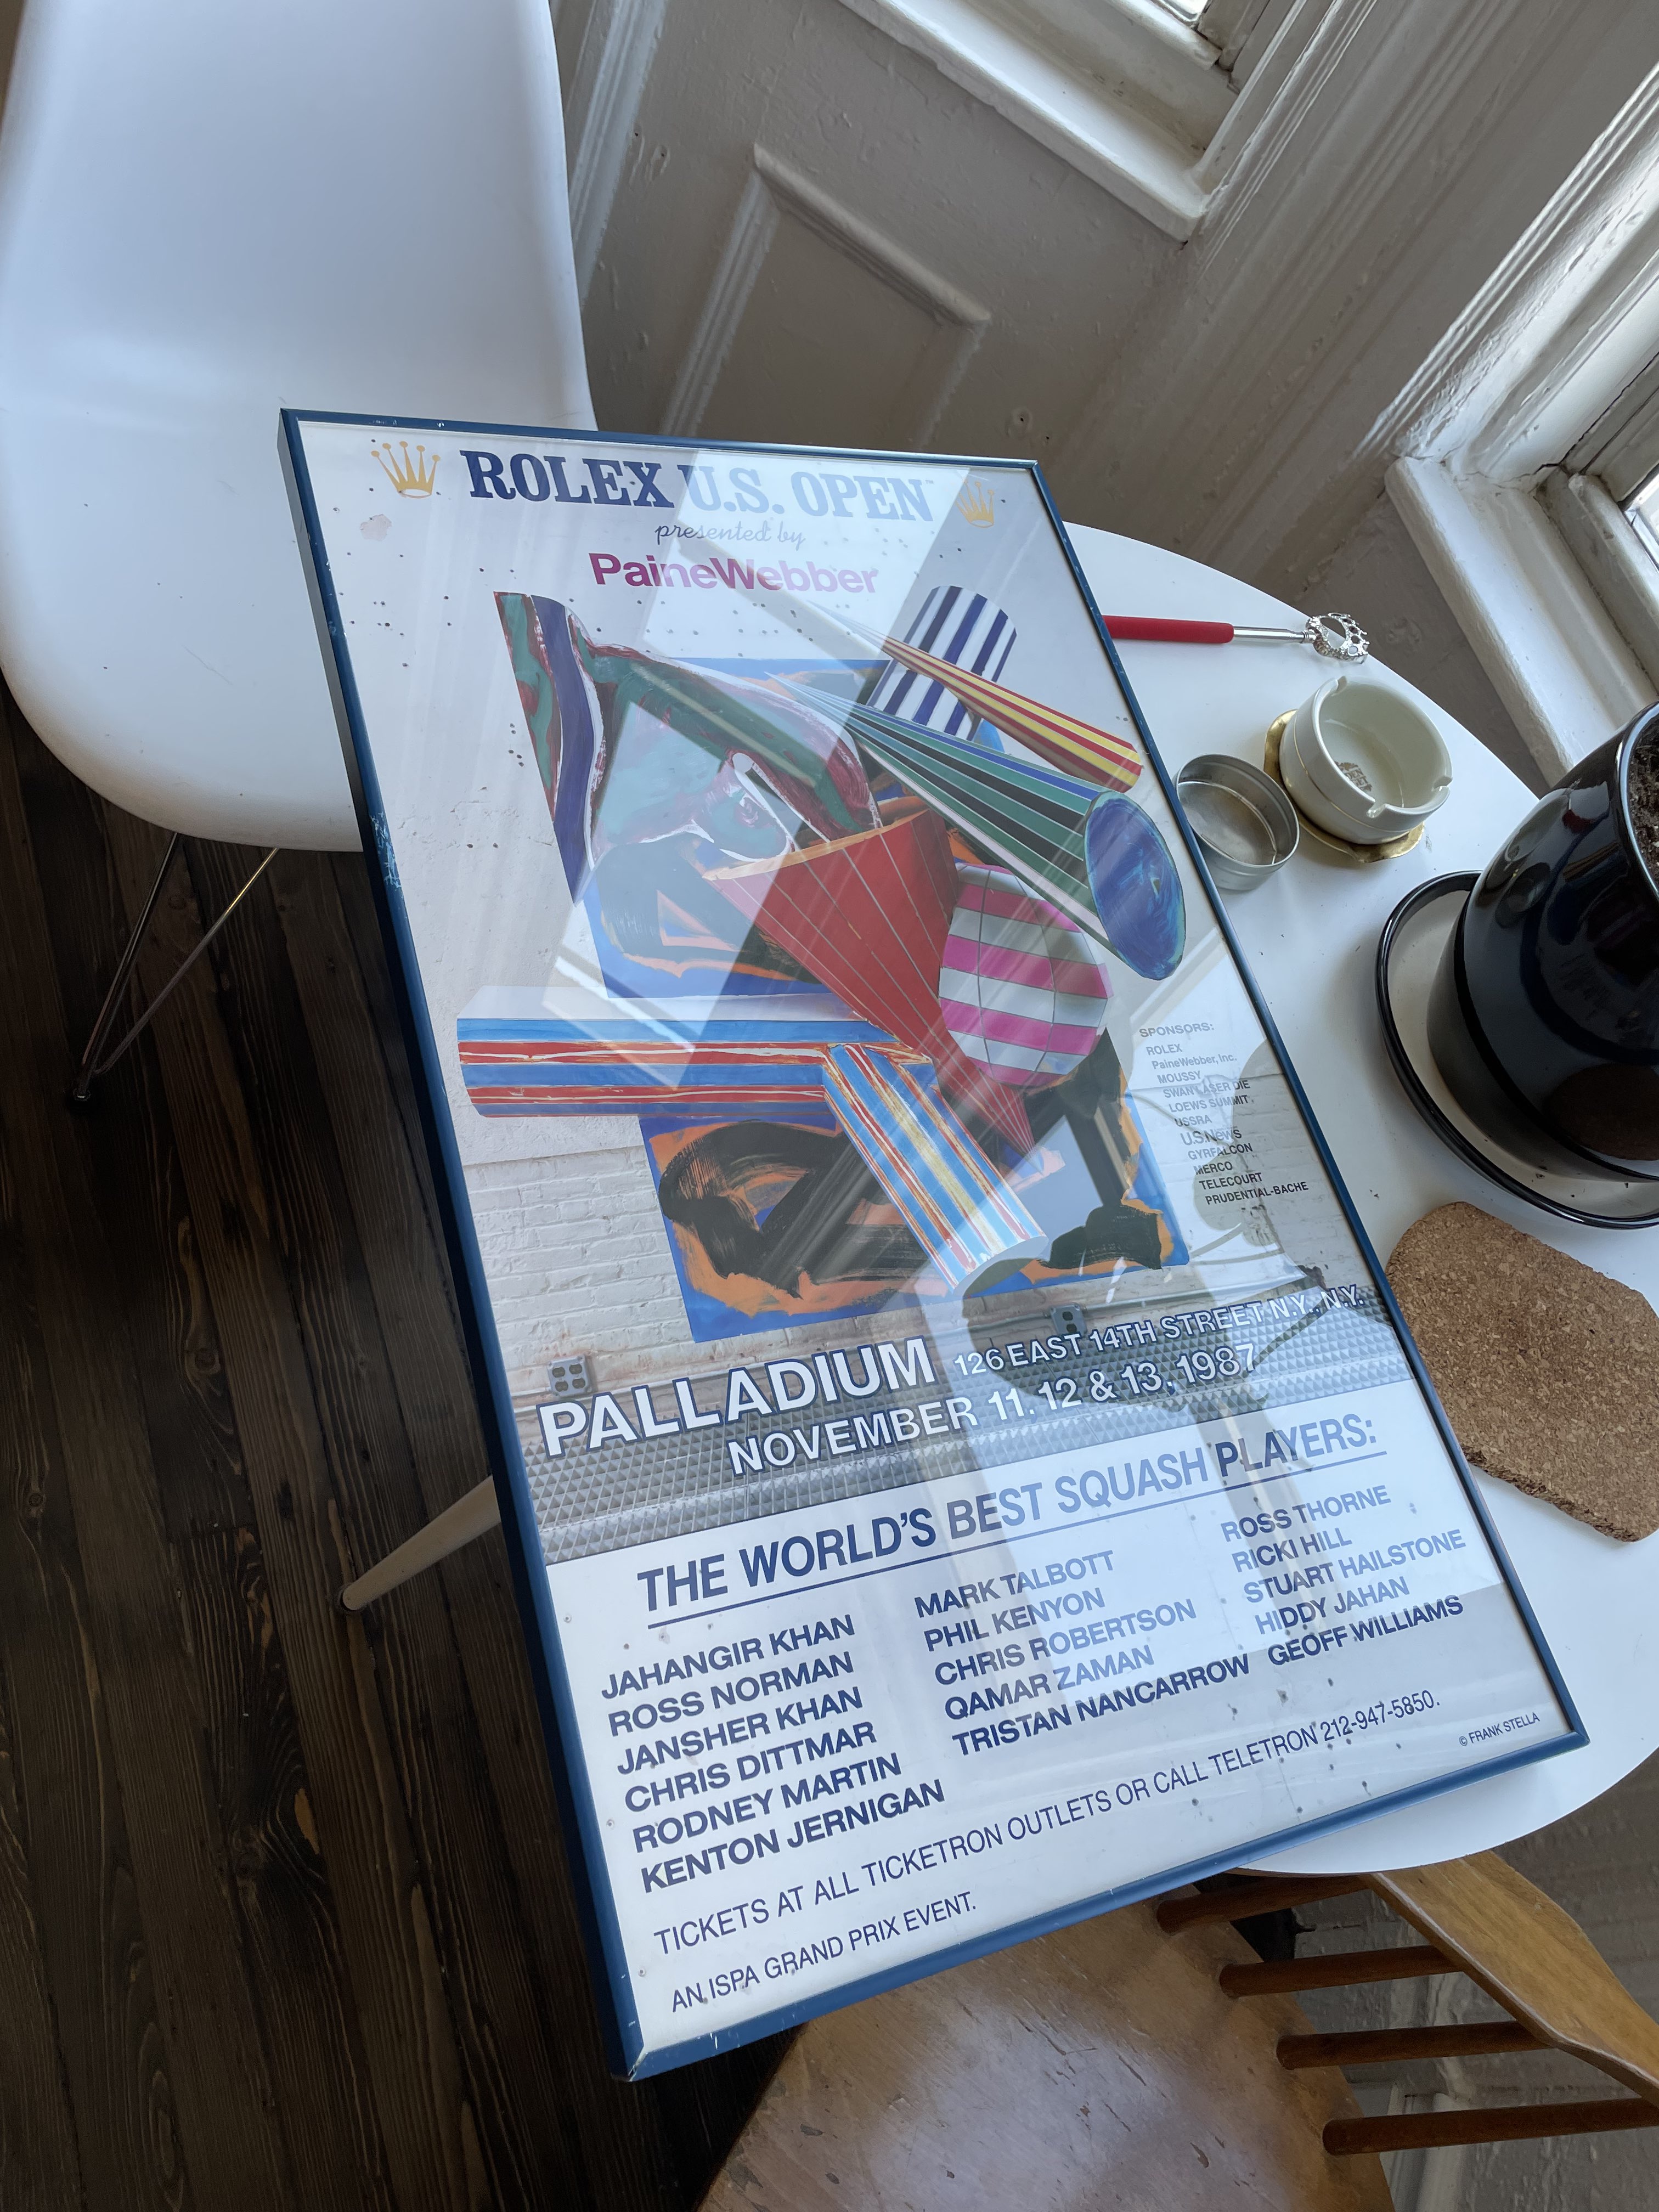 ROLEX U.S. OPEN
presented by
PaineWebber
SPONSORS:
ROLEX
PaineWebber, Inc.
MOUSSY
SWAN LASER DIE
LOEWS SUMMIT
USSRA
U.S.News
GYRFALCON
MERCO
TELECOURT
PRUDENTIAL-BACHE
PALLADIUM 126 EAST 14TH STREET N.Y., N.Y.
NOVEMBER 11, 12 & 13, 1987
THE WORLD'S BEST SQUASH PLAYERS:
JAHANGIR KHAN
ROSS NORMAN
JANSHER KHAN
CHRIS DITTMAR
RODNEY MARTIN
KENTON JERNIGAN
MARK TALBOTT
PHIL KENYON
CHRIS ROBERTSON
QAMAR ZAMAN
TRISTAN NANCARROW
ROSS THORNE
RICKI HILL
STUART HAILSTONE
HIDDY JAHAN
GEOFF WILLIAMS
TICKETS AT ALL TICKETRON OUTLETS OR CALL TELETRON 212-947-5850.
AN ISPA GRAND PRIX EVENT.
© FRANK STELLA